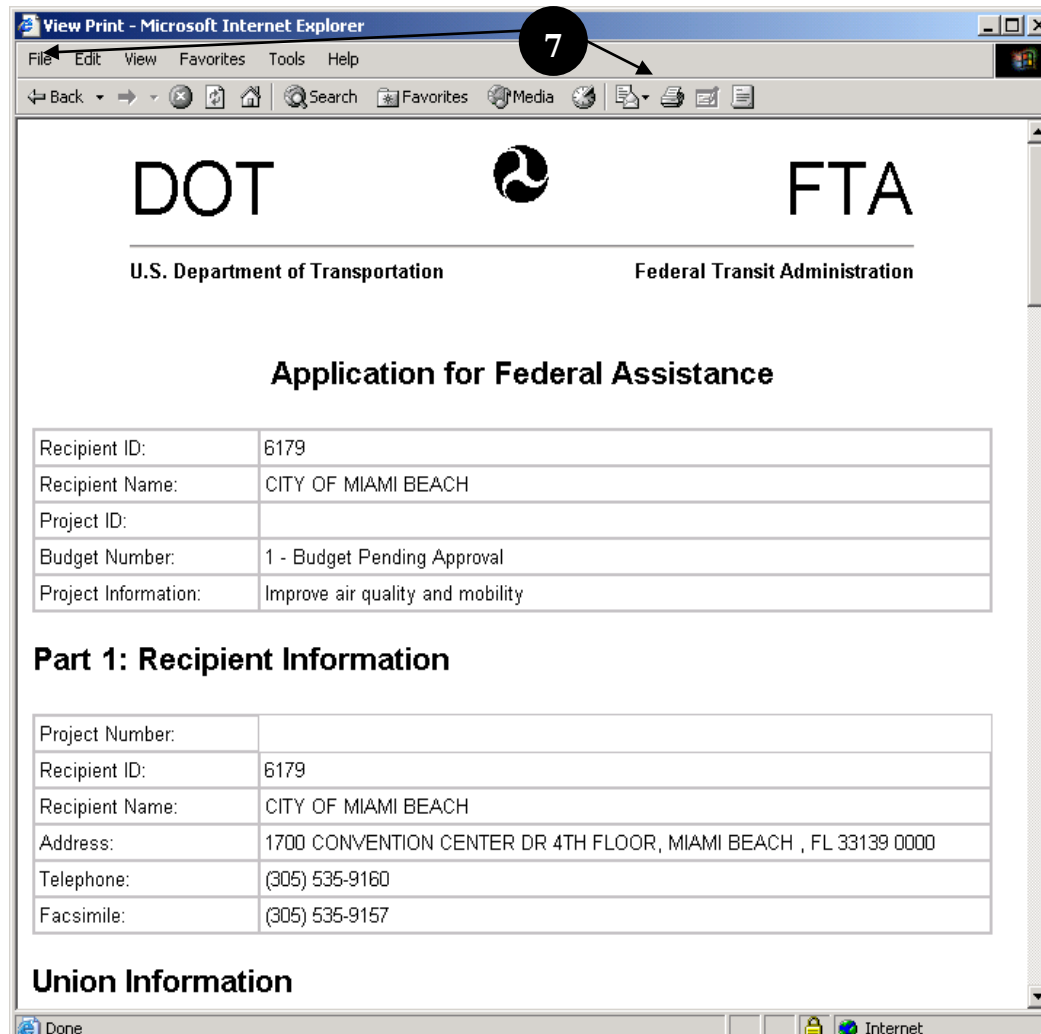 View Print - Microsoft Internet Explorer
7
File Edit View Favorites Tools Help
Back Search Favorites Media
DOT FTA
U.S. Department of Transportation Federal Transit Administration
Application for Federal Assistance
Recipient ID: 6179
Recipient Name: CITY OF MIAMI BEACH
Project ID:
Budget Number: 1 - Budget Pending Approval
Project Information: Improve air quality and mobility
Part 1: Recipient Information
Project Number:
Recipient ID: 6179
Recipient Name: CITY OF MIAMI BEACH
Address: 1700 CONVENTION CENTER DR 4TH FLOOR, MIAMI BEACH , FL 33139 0000
Telephone: (305) 535-9160
Facsimile: (305) 535-9157
Union Information
Done Internet